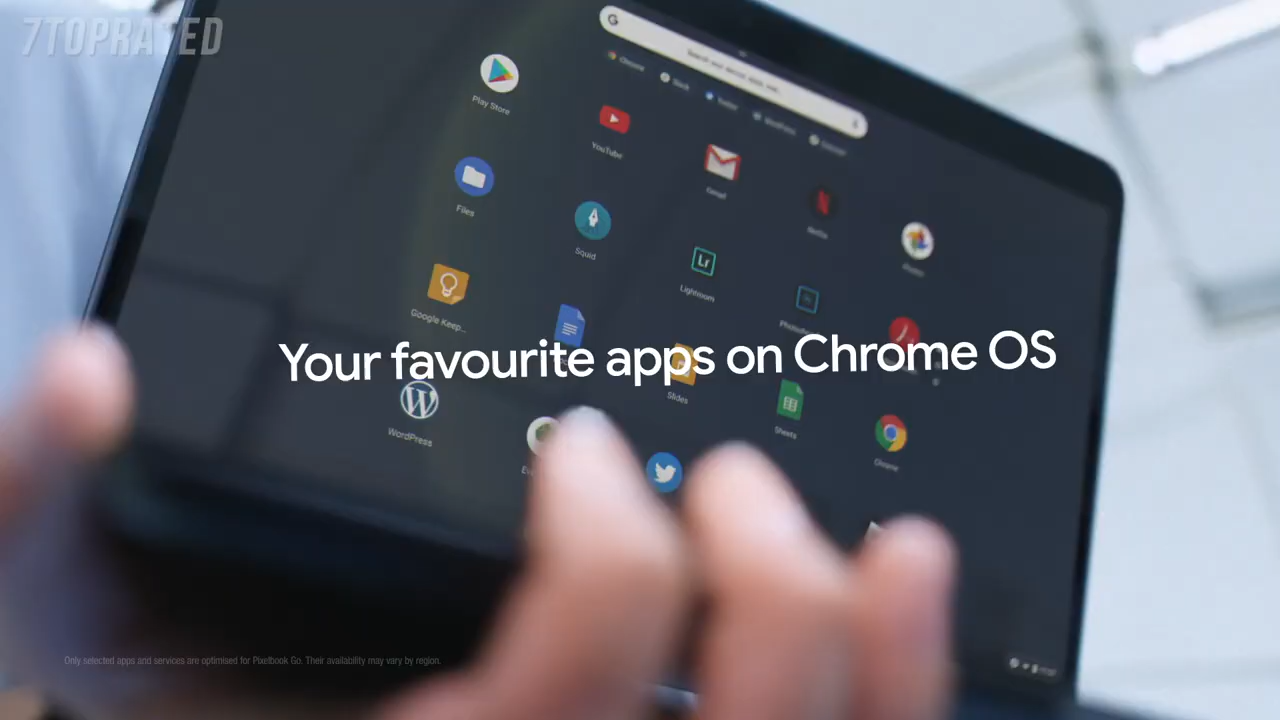 7TOPRATED
Chrome
Play Store
YouTube
Gmail
Files
Squid
Lightroom
Google Keep...
Your favourite apps on Chrome OS
Slides
Sheets
WordPress
Chrome
Only selected apps and services are optimised for Pixelbook Go. Their availability may vary by region.